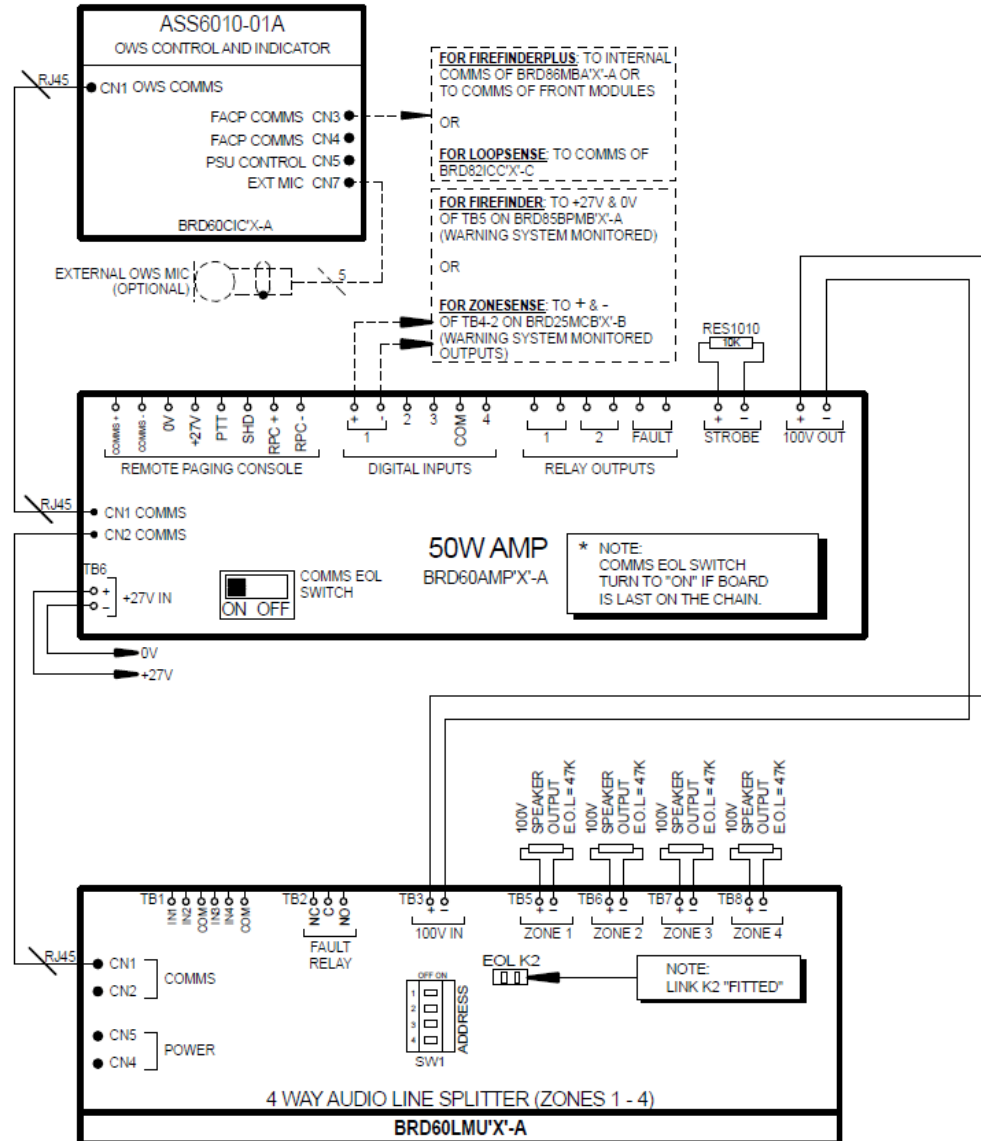 ASS6010-01A
OWS CONTROL AND INDICATOR
RJ45
CN1 OWS COMMS
FACP COMMS CN3
FACP COMMS CN4
PSU CONTROL CN5
EXT MIC CN7
BRD60CIC'X-A
EXTERNAL OWS MIC
(OPTIONAL)
5
FOR FIREFINDERPLUS: TO INTERNAL
COMMS OF BRD86MBA'X'-A OR
TO COMMS OF FRONT MODULES
OR
FOR LOOPSENSE: TO COMMS OF
BRD82ICC'X'-C
FOR FIREFINDER: TO +27V & 0V
OF TB5 ON BRD85BPMB'X'-A
(WARNING SYSTEM MONITORED)
OR
FOR ZONESENSE: TO + & -
OF TB4-2 ON BRD25MCB'X'-B
(WARNING SYSTEM MONITORED
OUTPUTS)
RES1010
10K
COMMS +
COMMS -
0V
+27V
PTT
SHD
RPC +
RPC -
REMOTE PAGING CONSOLE
+ -
1
2
3
COM
4
DIGITAL INPUTS
1
2
FAULT
RELAY OUTPUTS
+ -
STROBE
+ -
100V OUT
RJ45
CN1 COMMS
CN2 COMMS
TB6
+
-
+27V IN
0V
+27V
ON OFF
COMMS EOL
SWITCH
50W AMP
BRD60AMP'X'-A
* NOTE:
COMMS EOL SWITCH
TURN TO "ON" IF BOARD
IS LAST ON THE CHAIN.
100V
SPEAKER
OUTPUT
E.O.L = 47K
100V
SPEAKER
OUTPUT
E.O.L = 47K
100V
SPEAKER
OUTPUT
E.O.L = 47K
100V
SPEAKER
OUTPUT
E.O.L = 47K
TB1
IN1
IN2
COM
IN3
IN4
COM
TB2
NC
C
NO
FAULT
RELAY
TB3
+ -
100V IN
TB5
+ -
ZONE 1
TB6
+ -
ZONE 2
TB7
+ -
ZONE 3
TB8
+ -
ZONE 4
RJ45
CN1
CN2
COMMS
CN5
CN4
POWER
OFF ON
1
2
3
4
ADDRESS
SW1
EOL K2
NOTE:
LINK K2 "FITTED"
4 WAY AUDIO LINE SPLITTER (ZONES 1 - 4)
BRD60LMU'X'-A